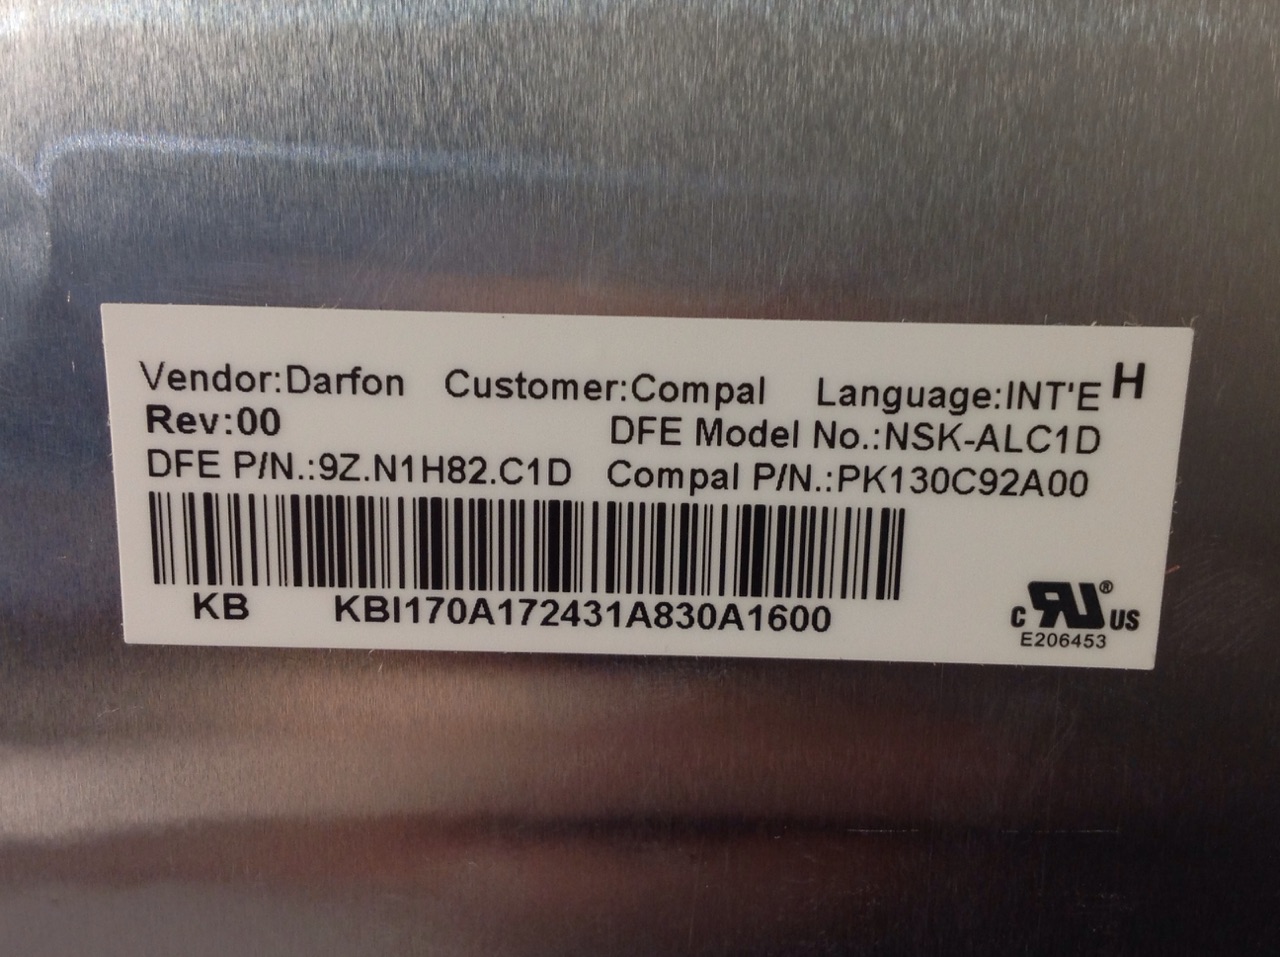 Vendor:Darfon Customer:Compal Language:INT'E H
Rev:00 DFE Model No.:NSK-ALC1D
DFE P/N.:9Z.N1H82.C1D Compal P/N.:PK130C92A00
KB KBI170A172431A830A1600
C RU ® US
E206453